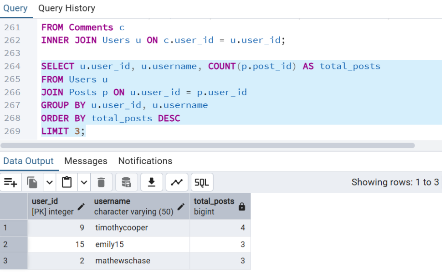 Query Query History
261 FROM Comments c
262 INNER JOIN Users u ON c.user_id = u.user_id;
263
264 SELECT u.user_id, u.username, COUNT(p.post_id) AS total_posts
265 FROM Users u
266 JOIN Posts p ON u.user_id = p.user_id
267 GROUP BY u.user_id, u.username
268 ORDER BY total_posts DESC
269 LIMIT 3;
Data Output Messages Notifications
SQL Showing rows: 1 to 3
user_id username total_posts
[PK] integer character varying (50) bigint
1 9 timothycooper 4
2 15 emily15 3
3 2 mathewschase 3